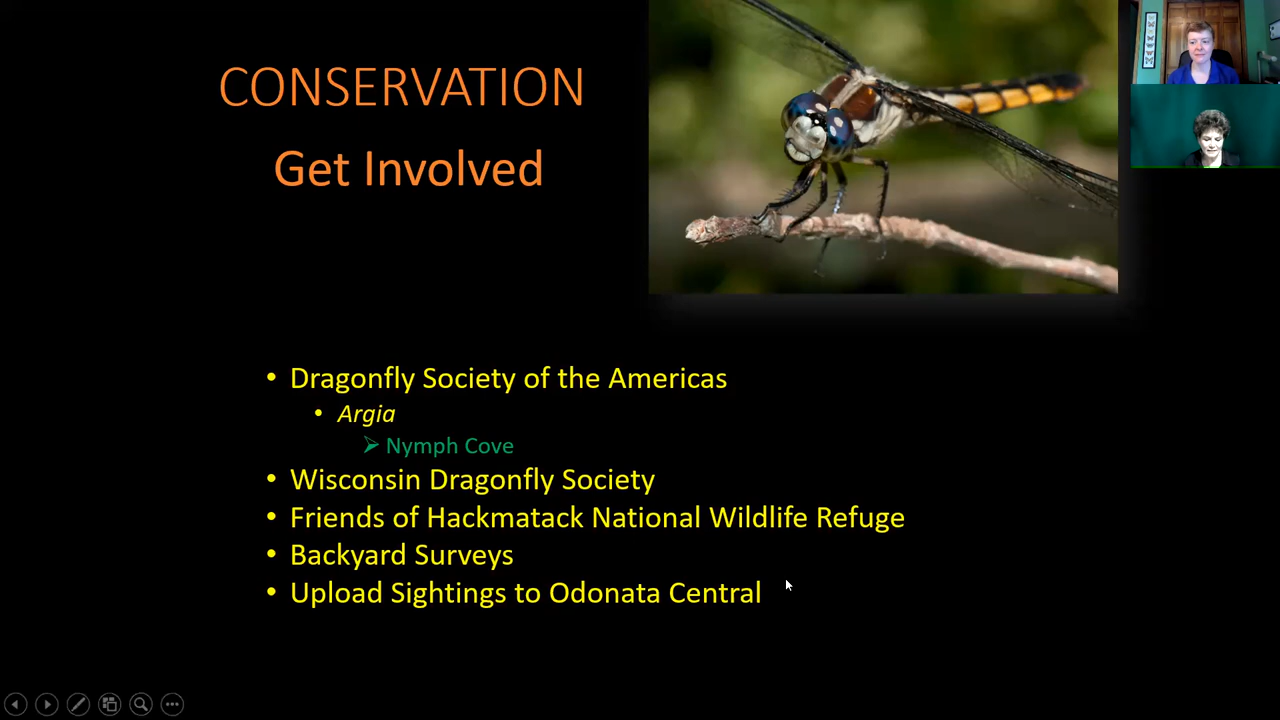 CONSERVATION
Get Involved
• Dragonfly Society of the Americas
• Argia
➢ Nymph Cove
• Wisconsin Dragonfly Society
• Friends of Hackmatack National Wildlife Refuge
• Backyard Surveys
• Upload Sightings to Odonata Central